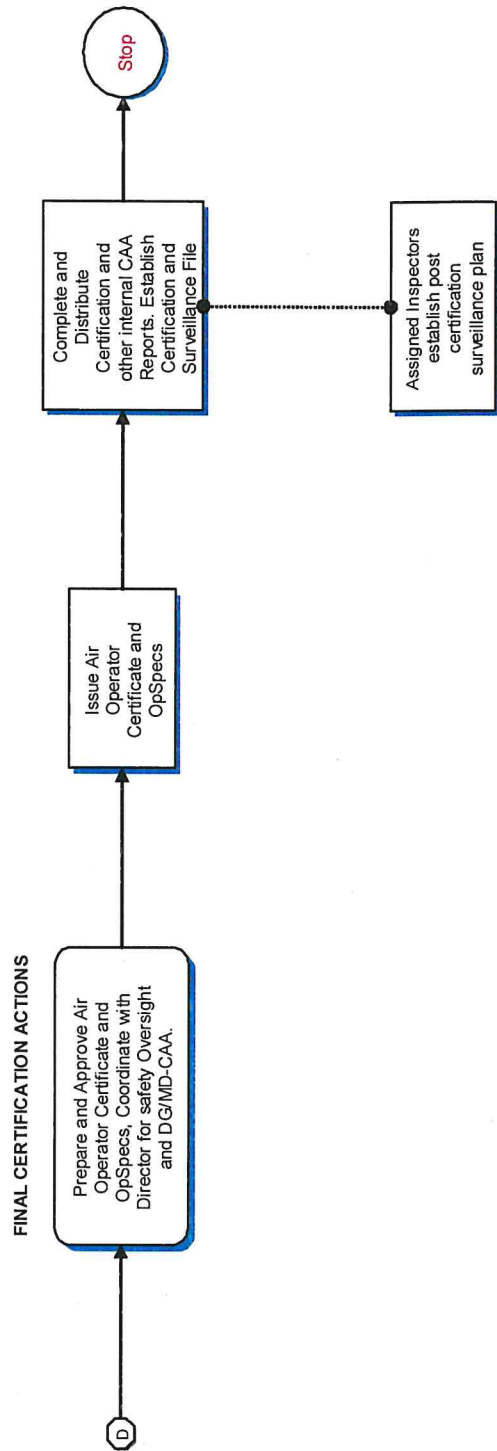 FINAL CERTIFICATION ACTIONS
D
Prepare and Approve Air
Operator Certificate and
OpSpecs, Coordinate with
Director for safety Oversight
and DG/MD-CAA.
Issue Air
Operator
Certificate and
OpSpecs
Complete and
Distribute
Certification and
other internal CAA
Reports. Establish
Certification and
Surveillance File
Stop
Assigned Inspectors
establish post
certification
surveillance plan